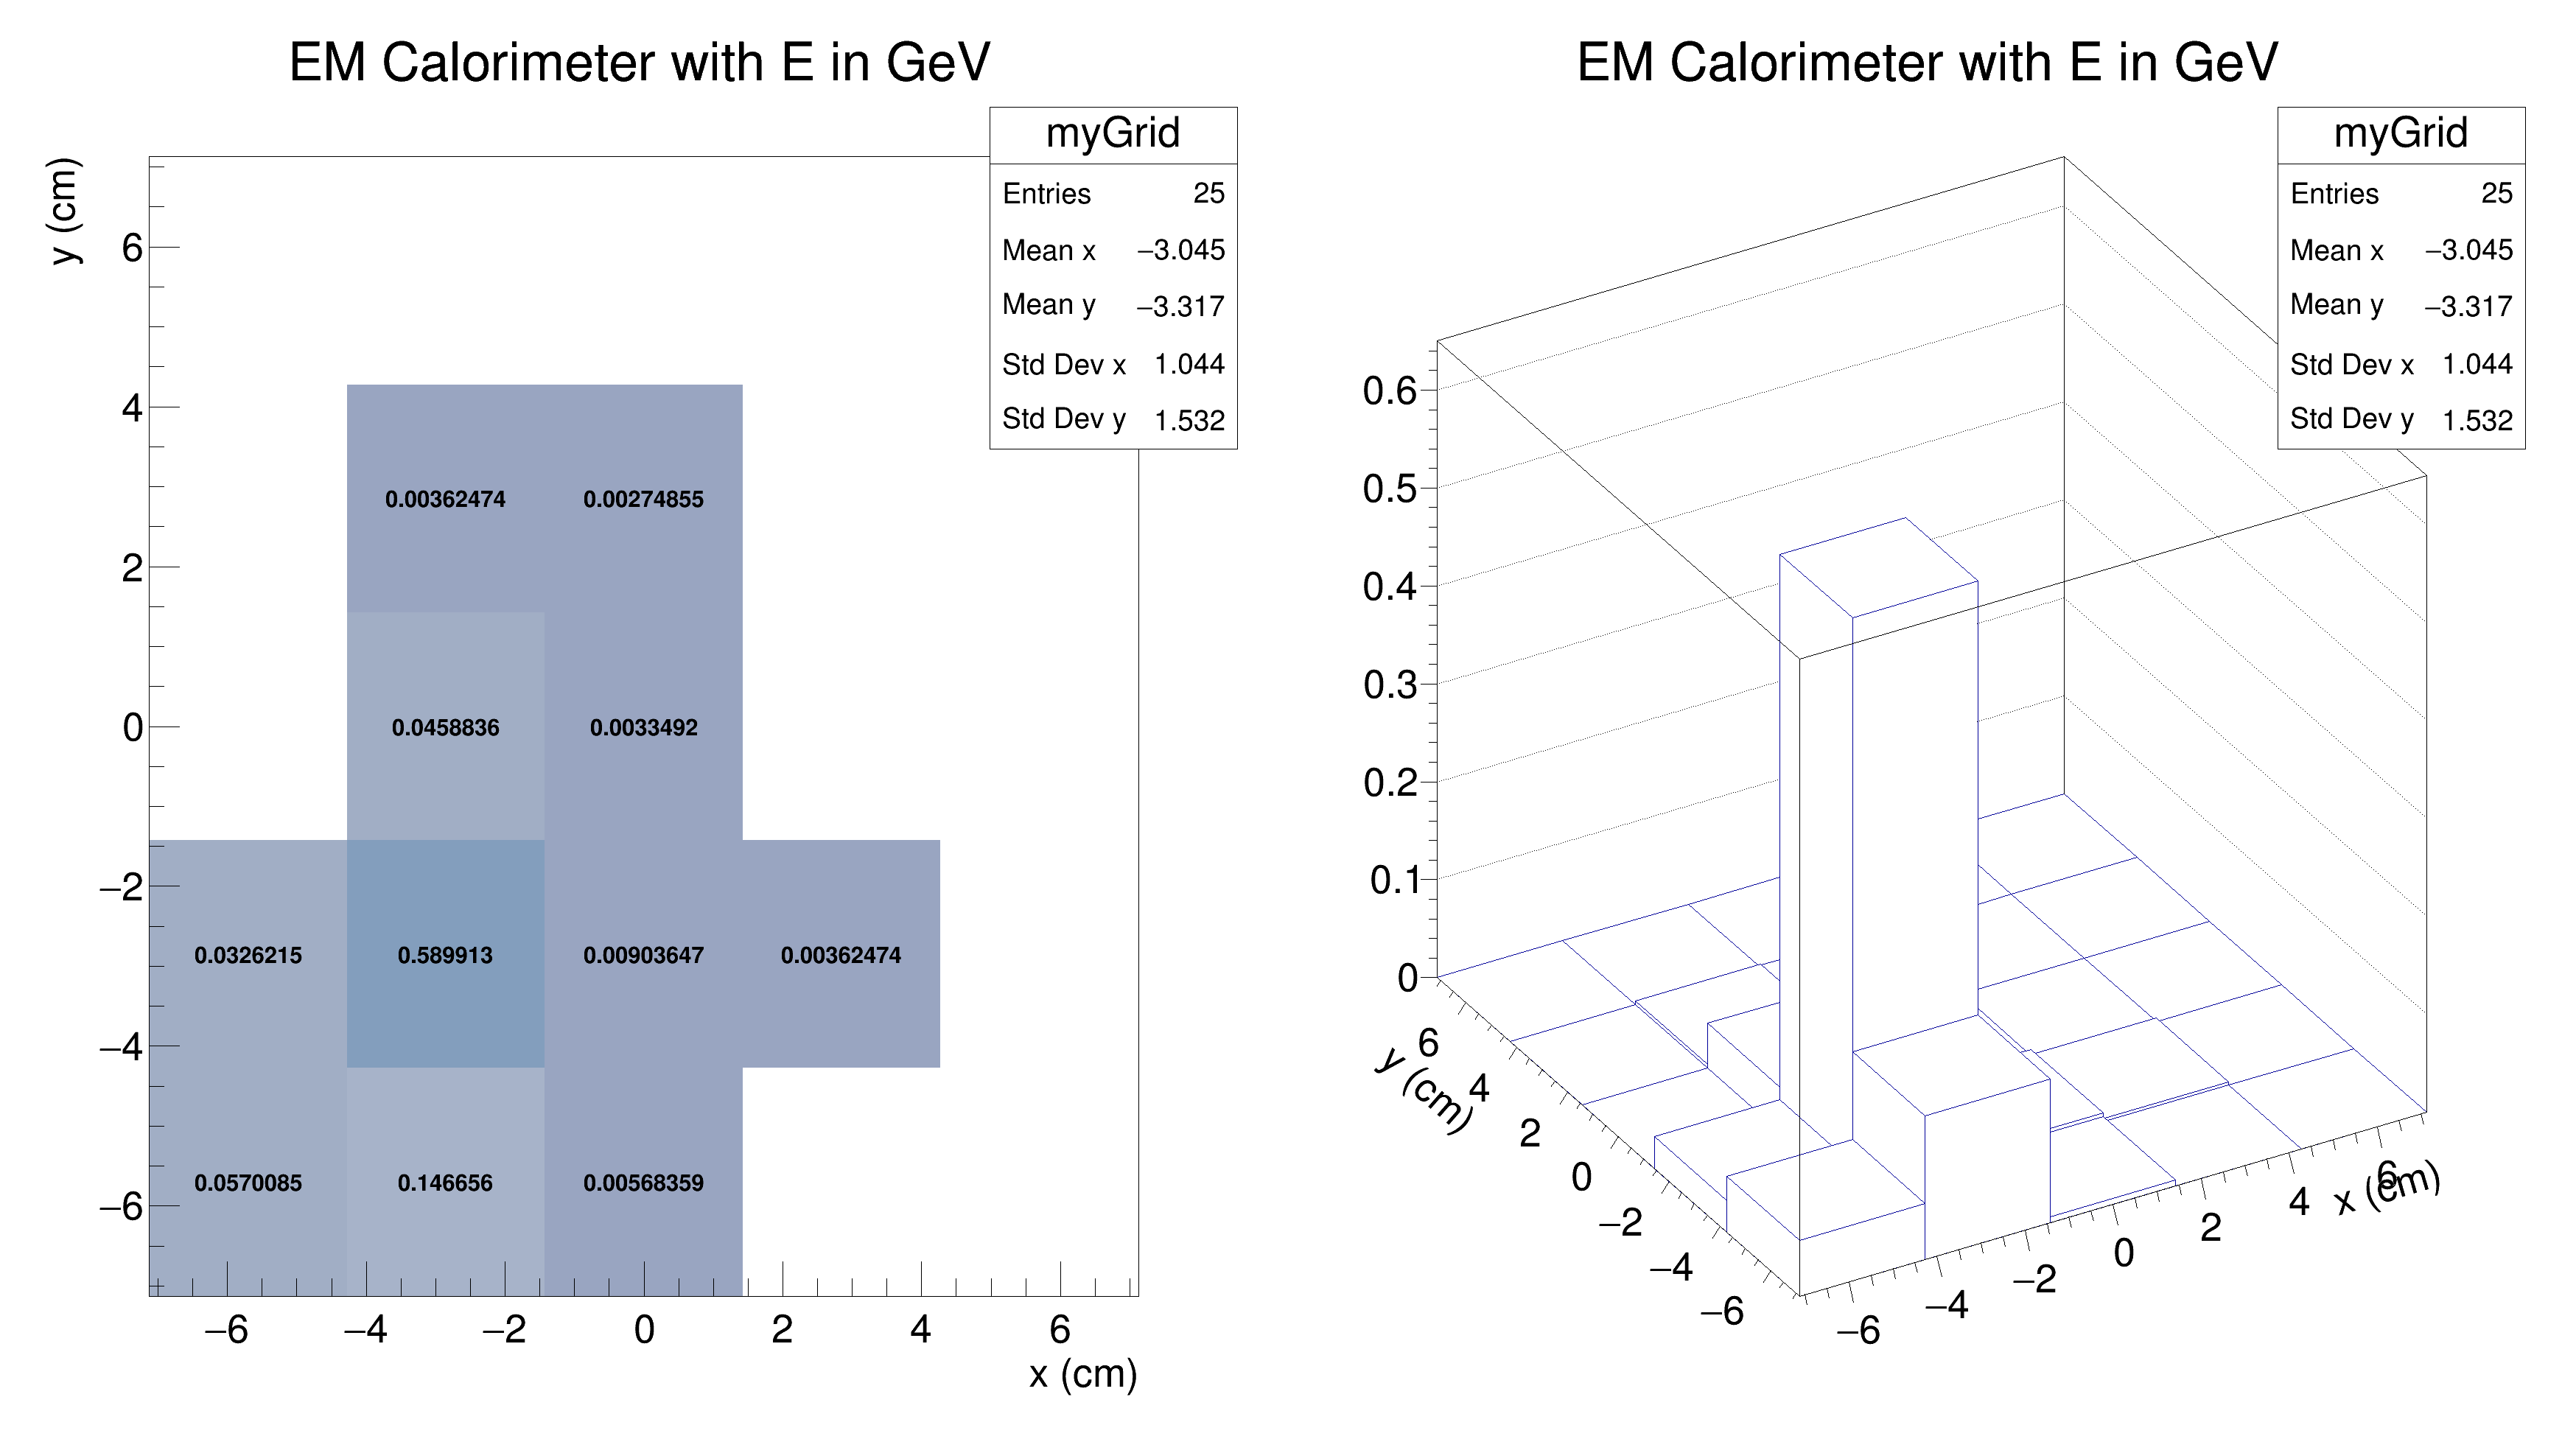 EM Calorimeter with E in GeV
myGrid
Entries 25
Mean x −3.045
Mean y −3.317
Std Dev x 1.044
Std Dev y 1.532
y (cm)
6
4
2
0
−2
−4
−6
0.00362474 0.00274855
0.0458836 0.0033492
0.0326215 0.589913 0.00903647 0.00362474
0.0570085 0.146656 0.00568359
−6 −4 −2 0 2 4 6
x (cm)
EM Calorimeter with E in GeV
myGrid
Entries 25
Mean x −3.045
Mean y −3.317
Std Dev x 1.044
Std Dev y 1.532
0.6
0.5
0.4
0.3
0.2
0.1
0
6
4
2
0
−2
−4
−6
y (cm)
−6
−4
−2
0
2
4
6
x (cm)